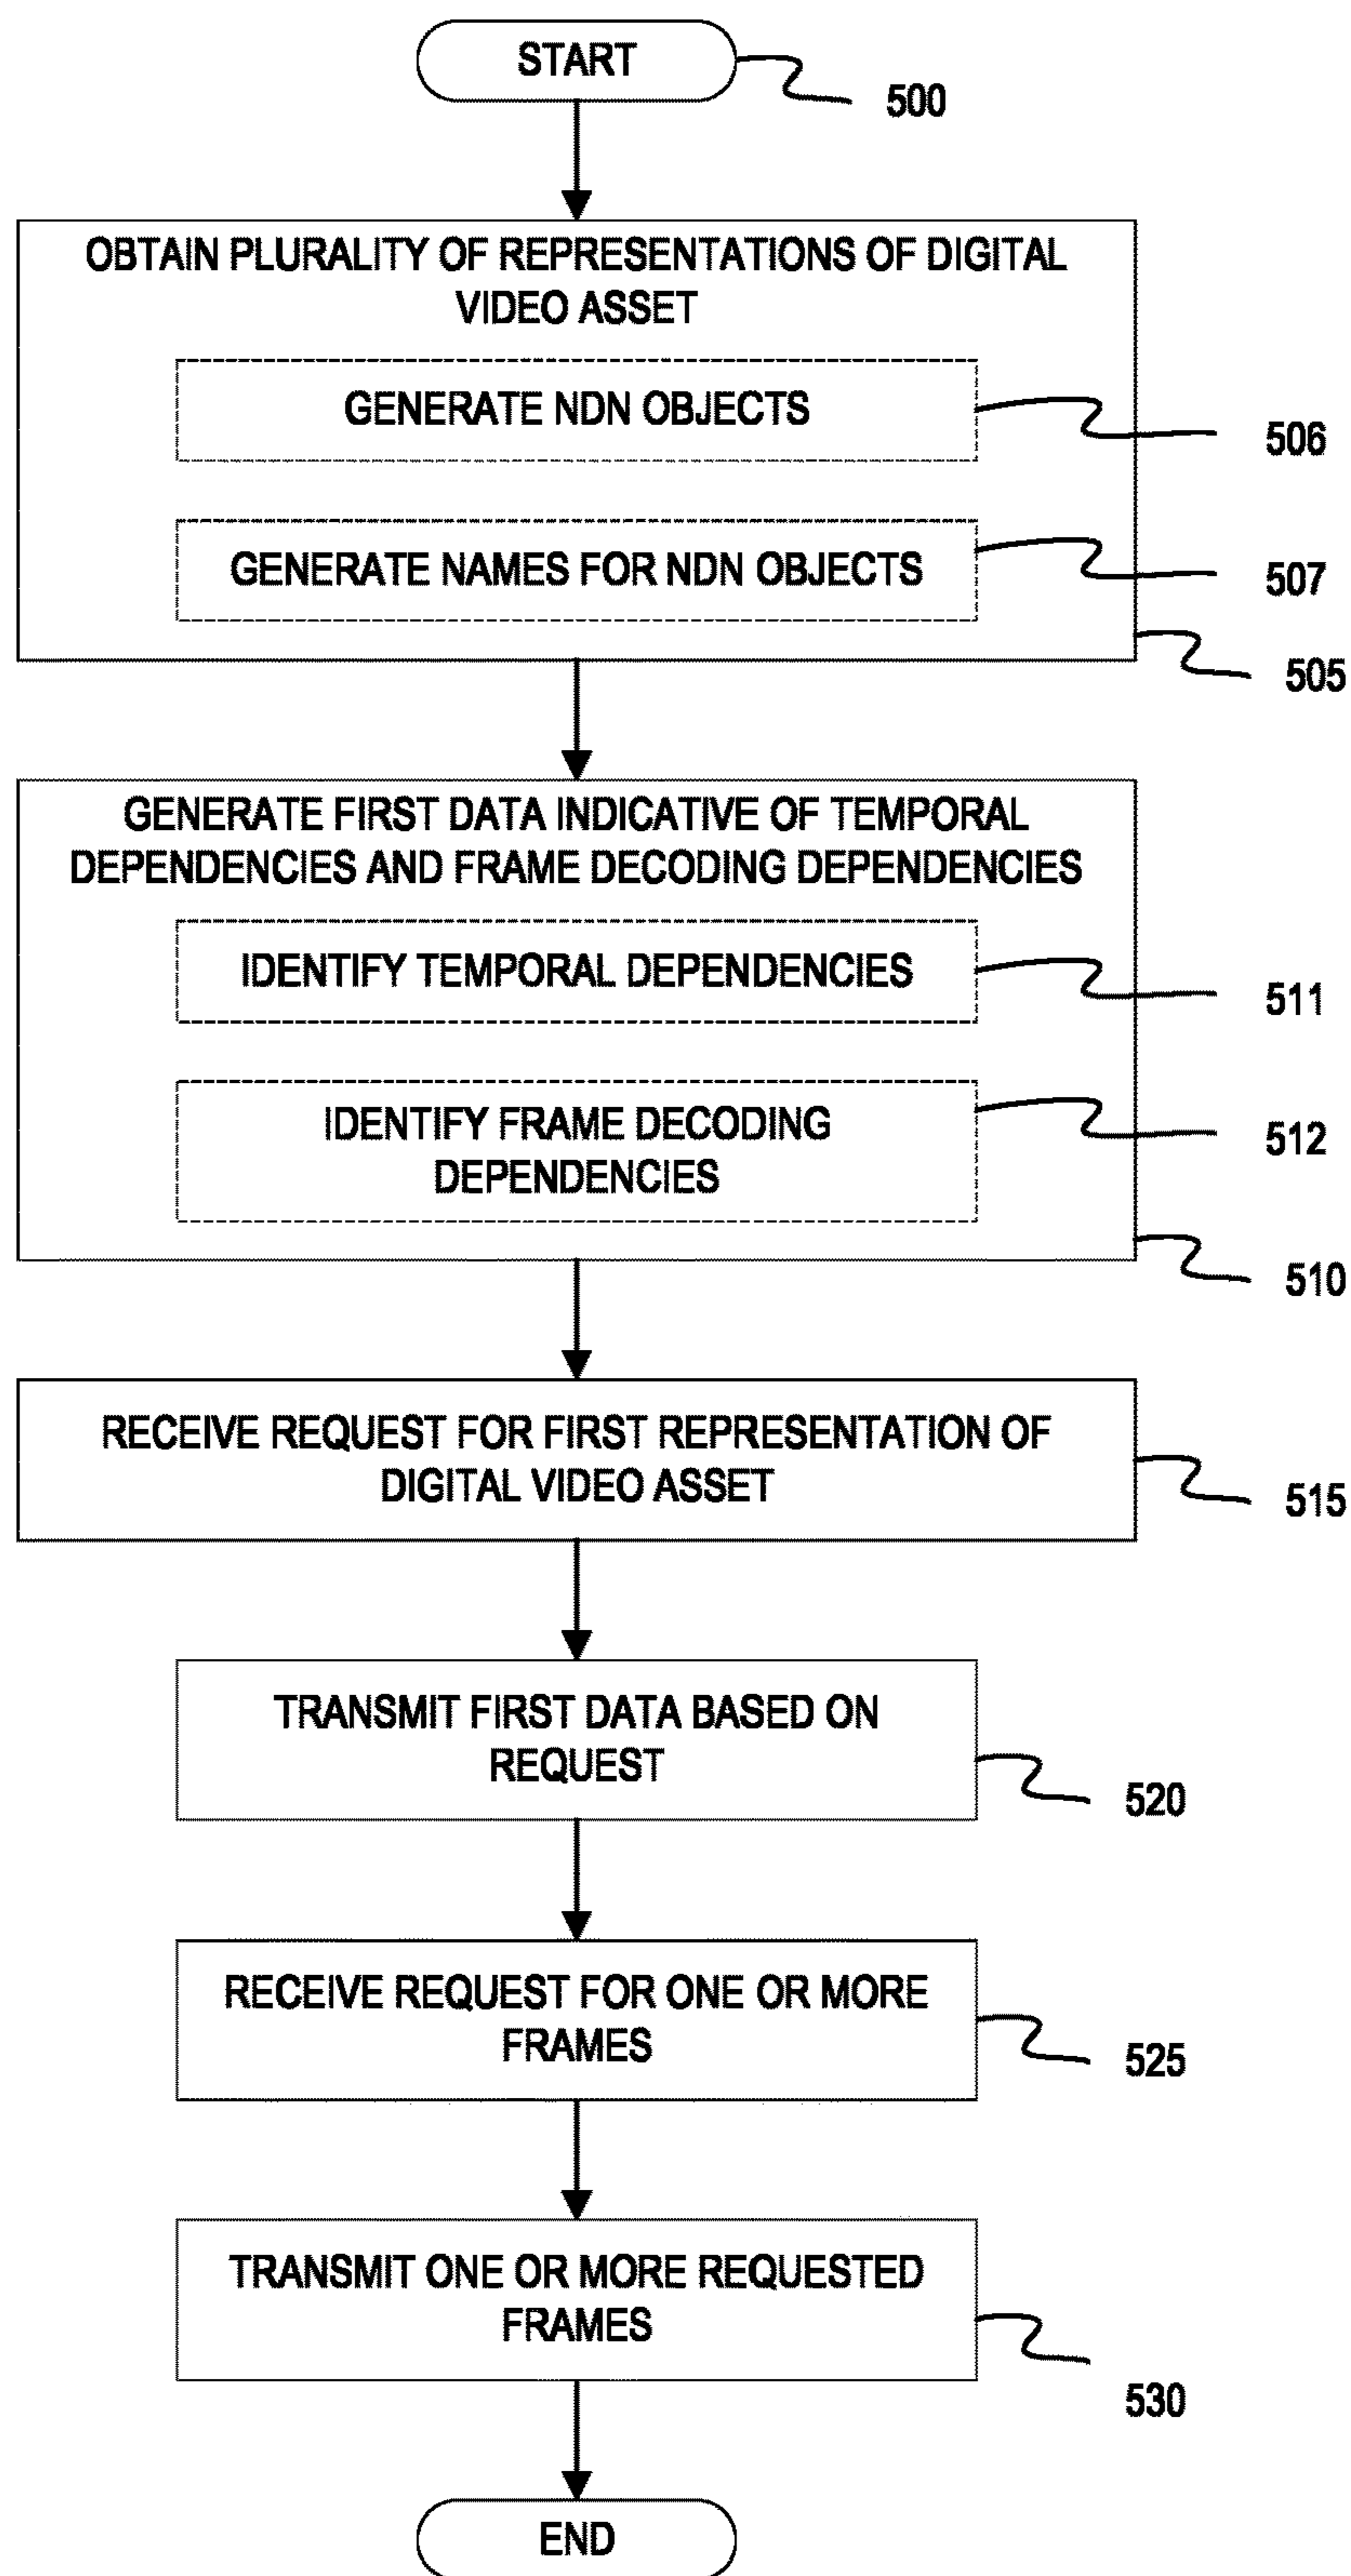 START
500
OBTAIN PLURALITY OF REPRESENTATIONS OF DIGITAL
VIDEO ASSET
GENERATE NDN OBJECTS
506
GENERATE NAMES FOR NDN OBJECTS
507
505
GENERATE FIRST DATA INDICATIVE OF TEMPORAL
DEPENDENCIES AND FRAME DECODING DEPENDENCIES
IDENTIFY TEMPORAL DEPENDENCIES
511
IDENTIFY FRAME DECODING
DEPENDENCIES
512
510
RECEIVE REQUEST FOR FIRST REPRESENTATION OF
DIGITAL VIDEO ASSET
515
TRANSMIT FIRST DATA BASED ON
REQUEST
520
RECEIVE REQUEST FOR ONE OR MORE
FRAMES
525
TRANSMIT ONE OR MORE REQUESTED
FRAMES
530
END